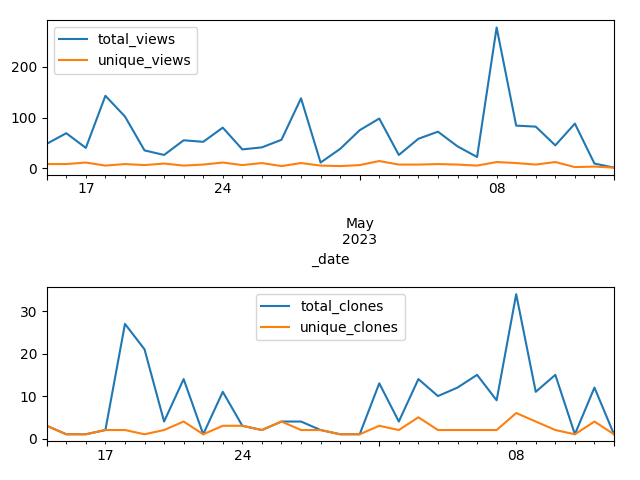 total_views
unique_views
200
100
0
17
24
08
May
2023
_date
total_clones
unique_clones
30
20
10
0
17
24
08